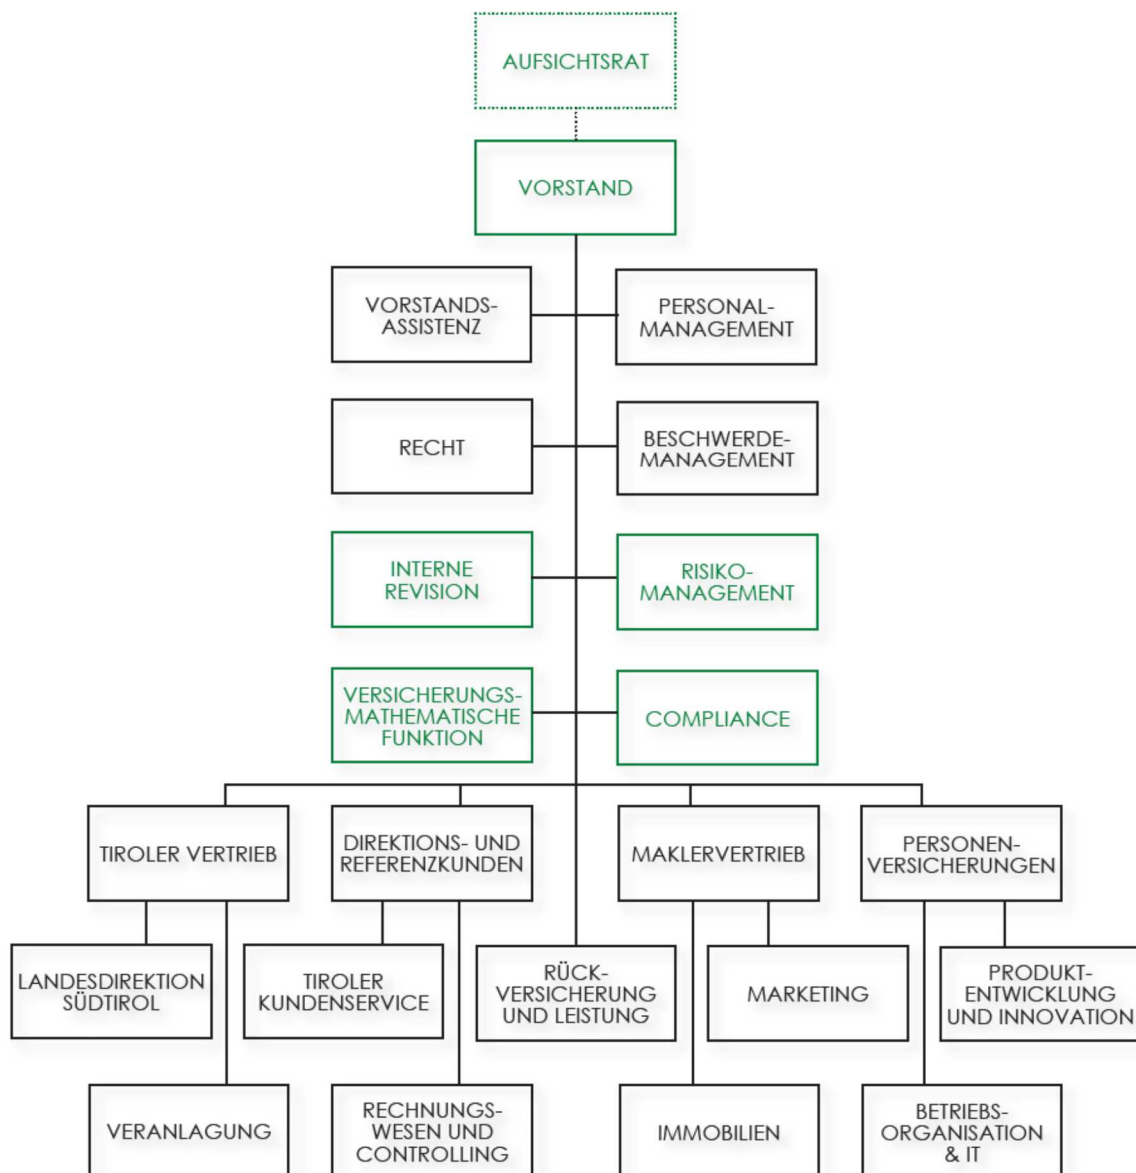 AUFSICHTSRAT
VORSTAND
VORSTANDS-
ASSISTENZ
PERSONAL-
MANAGEMENT
RECHT
BESCHWERDE-
MANAGEMENT
INTERNE
REVISION
RISIKO-
MANAGEMENT
VERSICHERUNGS-
MATHEMATISCHE
FUNKTION
COMPLIANCE
TIROLER VERTRIEB
DIREKTIONS- UND
REFERENZKUNDEN
MAKLERVERTRIEB
PERSONEN-
VERSICHERUNGEN
LANDESDIREKTION
SÜDTIROL
TIROLER
KUNDENSERVICE
RÜCK-
VERSICHERUNG
UND LEISTUNG
MARKETING
PRODUKT-
ENTWICKLUNG
UND INNOVATION
VERANLAGUNG
RECHNUNGS-
WESEN UND
CONTROLLING
IMMOBILIEN
BETRIEBS-
ORGANISATION
& IT